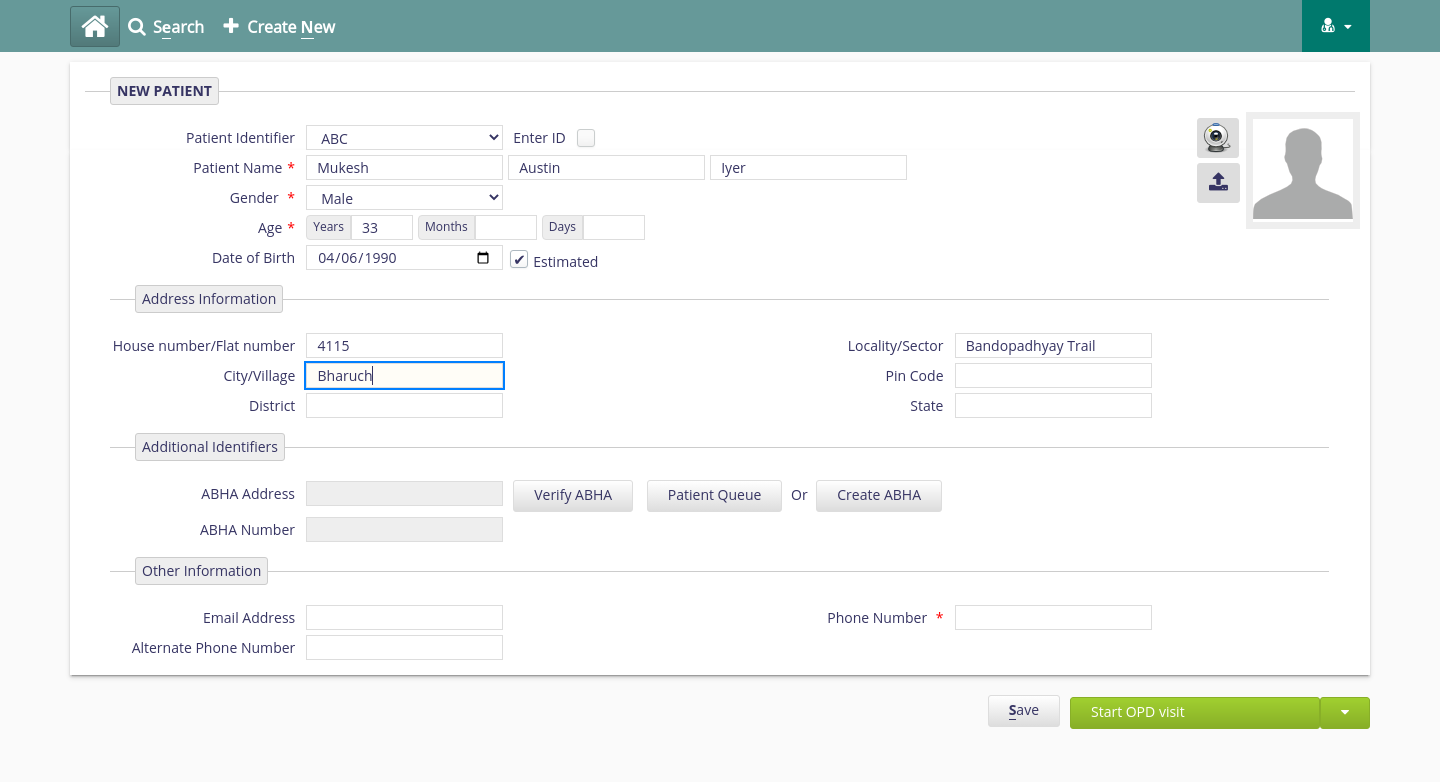 Search Create New
NEW PATIENT
Patient Identifier ABC Enter ID
Patient Name * Mukesh Austin Iyer
Gender * Male
Age * Years 33 Months Days
Date of Birth 04/06/1990 Estimated
Address Information
House number/Flat number 4115 Locality/Sector Bandopadhyay Trail
City/Village Bharuch Pin Code
District State
Additional Identifiers
ABHA Address Verify ABHA Patient Queue Or Create ABHA
ABHA Number
Other Information
Email Address Phone Number *
Alternate Phone Number
Save Start OPD visit